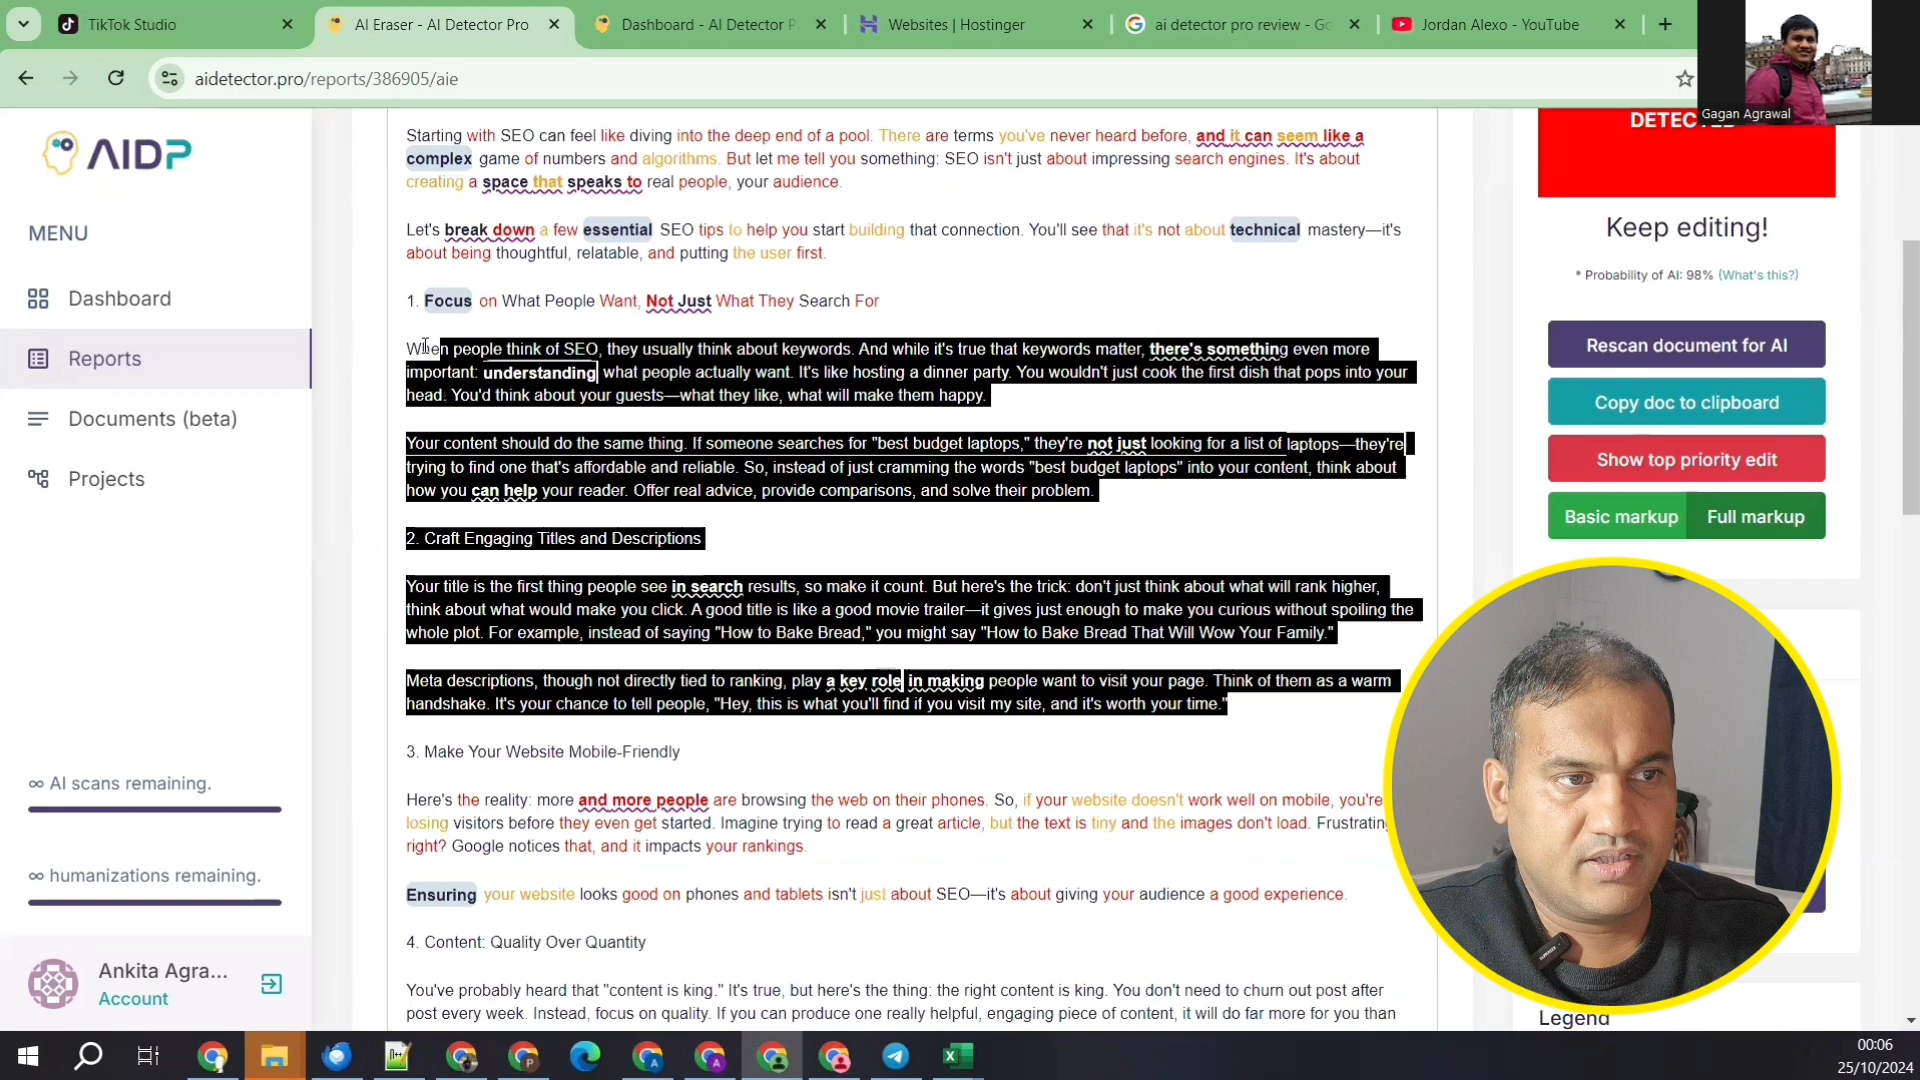 TikTok Studio
AI Eraser - AI Detector Pro
Dashboard - AI Detector P
Websites | Hostinger
ai detector pro review - Go
Jordan Alexo - YouTube
aidetector.pro/reports/386905/aie
Gagan Agrawal
AIDP
MENU
Dashboard
Reports
Documents (beta)
Projects
∞ AI scans remaining.
∞ humanizations remaining.
Ankita Agra...
Account
Starting with SEO can feel like diving into the deep end of a pool. There are terms you've never heard before, and it can seem like a
complex game of numbers and algorithms. But let me tell you something: SEO isn't just about impressing search engines. It's about
creating a space that speaks to real people, your audience.
Let's break down a few essential SEO tips to help you start building that connection. You'll see that it's not about technical mastery—it's
about being thoughtful, relatable, and putting the user first.
1. Focus on What People Want, Not Just What They Search For
When people think of SEO, they usually think about keywords. And while it's true that keywords matter, there's something even more
important: understanding what people actually want. It's like hosting a dinner party. You wouldn't just cook the first dish that pops into your
head. You'd think about your guests—what they like, what will make them happy.
Your content should do the same thing. If someone searches for "best budget laptops," they're not just looking for a list of laptops—they're
trying to find one that's affordable and reliable. So, instead of just cramming the words "best budget laptops" into your content, think about
how you can help your reader. Offer real advice, provide comparisons, and solve their problem.
2. Craft Engaging Titles and Descriptions
Your title is the first thing people see in search results, so make it count. But here's the trick: don't just think about what will rank higher,
think about what would make you click. A good title is like a good movie trailer—it gives just enough to make you curious without spoiling the
whole plot. For example, instead of saying "How to Bake Bread," you might say "How to Bake Bread That Will Wow Your Family."
Meta descriptions, though not directly tied to ranking, play a key role in making people want to visit your page. Think of them as a warm
handshake. It's your chance to tell people, "Hey, this is what you'll find if you visit my site, and it's worth your time."
3. Make Your Website Mobile-Friendly
Here's the reality: more and more people are browsing the web on their phones. So, if your website doesn't work well on mobile, you're
losing visitors before they even get started. Imagine trying to read a great article, but the text is tiny and the images don't load. Frustrating,
right? Google notices that, and it impacts your rankings.
Ensuring your website looks good on phones and tablets isn't just about SEO—it's about giving your audience a good experience.
4. Content: Quality Over Quantity
You've probably heard that "content is king." It's true, but here's the thing: the right content is king. You don't need to churn out post after
post every week. Instead, focus on quality. If you can produce one really helpful, engaging piece of content, it will do far more for you than
DETECTED
Keep editing!
* Probability of AI: 98% (What's this?)
Rescan document for AI
Copy doc to clipboard
Show top priority edit
Basic markup
Full markup
Legend
00:06
25/10/2024